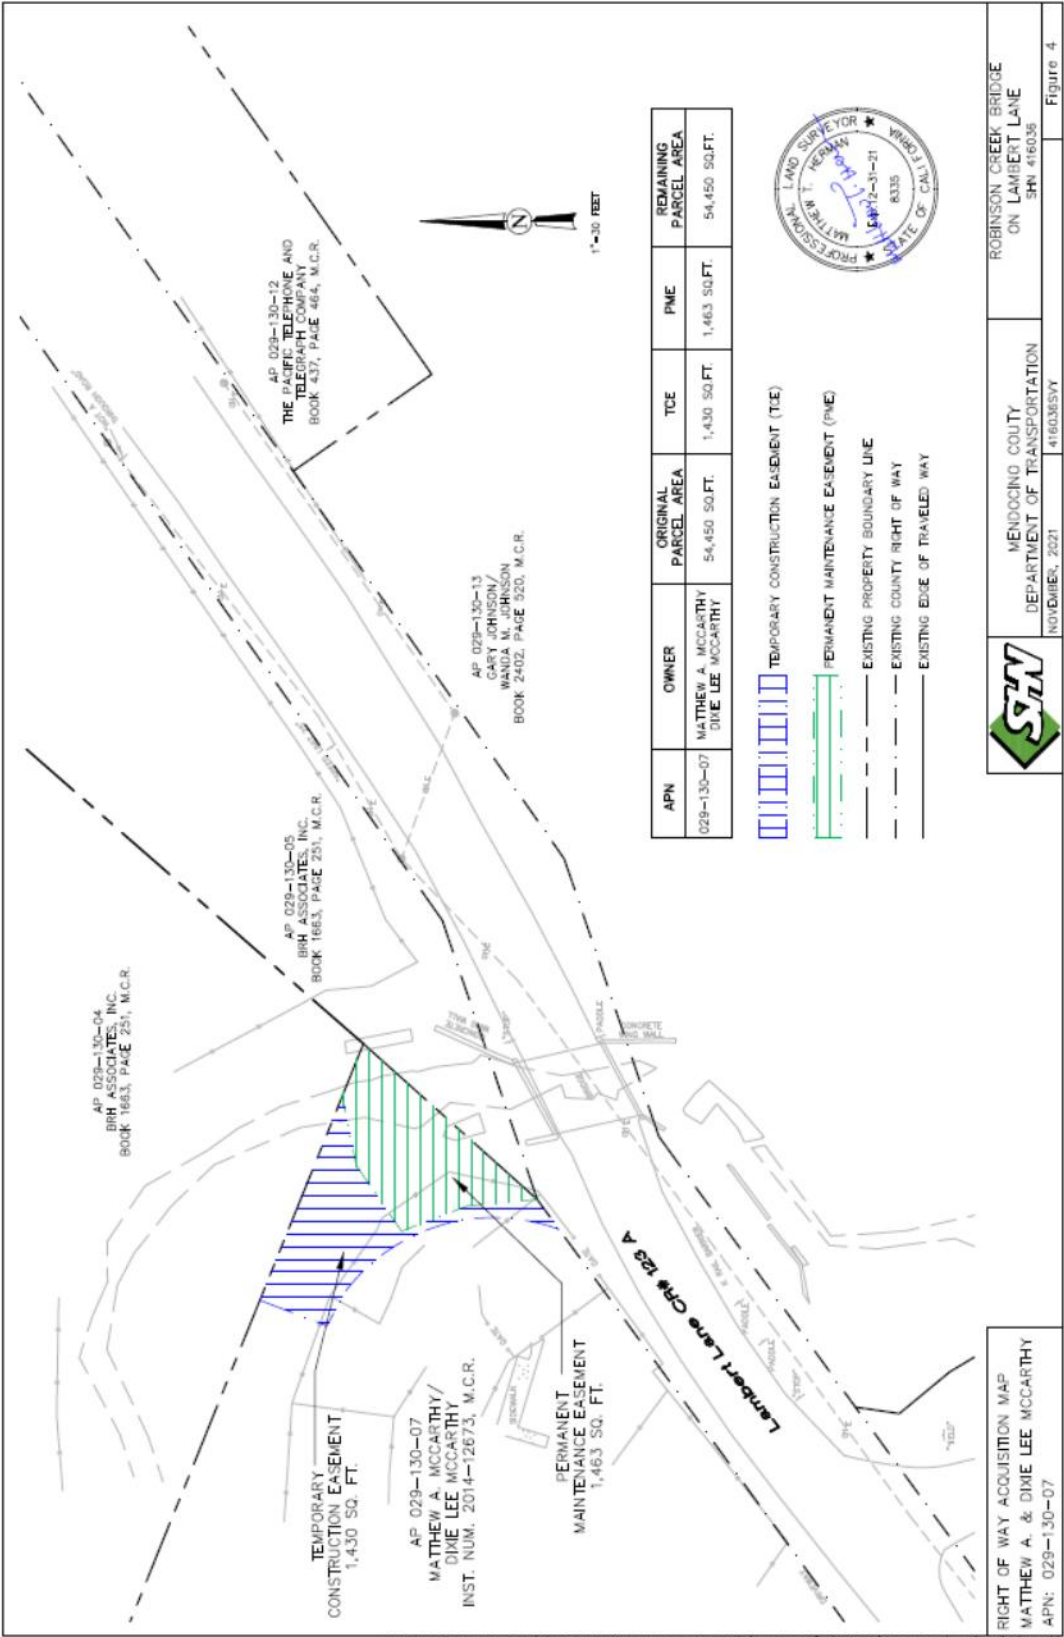 AP 029-130-04
BRH ASSOCIATES, INC.
BOOK 1663, PAGE 251, M.C.R.
AP 029-130-05
BRH ASSOCIATES, INC.
BOOK 1663, PAGE 251, M.C.R.
AP 029-130-12
THE PACIFIC TELEPHONE AND
TELEGRAPH COMPANY
BOOK 437, PAGE 464, M.C.R.
AP 029-130-13
GARY JOHNSON/
WANDA M. JOHNSON
BOOK 2402, PAGE 520, M.C.R.
TEMPORARY
CONSTRUCTION EASEMENT
1,430 SQ. FT.
AP 029-130-07
MATTHEW A. MCCARTHY/
DIXIE LEE MCCARTHY
INST. NUM. 2014-12673, M.C.R.
PERMANENT
MAINTENANCE EASEMENT
1,463 SQ. FT.
Lambert Lane CR# 123 A
GATE
GATE
SIDEWALK
PADDLE
PADDLE
PADDLE
CONCRETE
WING WALL
N
1"=30 FEET
APN OWNER ORIGINAL PARCEL AREA TCE PME REMAINING PARCEL AREA
029-130-07 MATTHEW A. MCCARTHY DIXIE LEE MCCARTHY 54,450 SQ.FT. 1,430 SQ.FT. 1,463 SQ.FT. 54,450 SQ.FT.
TEMPORARY CONSTRUCTION EASEMENT (TCE)
PERMANENT MAINTENANCE EASEMENT (PME)
EXISTING PROPERTY BOUNDARY LINE
EXISTING COUNTY RIGHT OF WAY
EXISTING EDGE OF TRAVELED WAY
PROFESSIONAL LAND SURVEYOR
MATTHEW T. HERMAN
12-31-21
8335
STATE OF CALIFORNIA
RIGHT OF WAY ACQUISITION MAP
MATTHEW A. & DIXIE LEE MCCARTHY
APN: 029-130-07
SHN
MENDOCINO COUTY
DEPARTMENT OF TRANSPORTATION
NOVEMBER, 2021
416036SVY
ROBINSON CREEK BRIDGE
ON LAMBERT LANE
SHN 416036
Figure 4